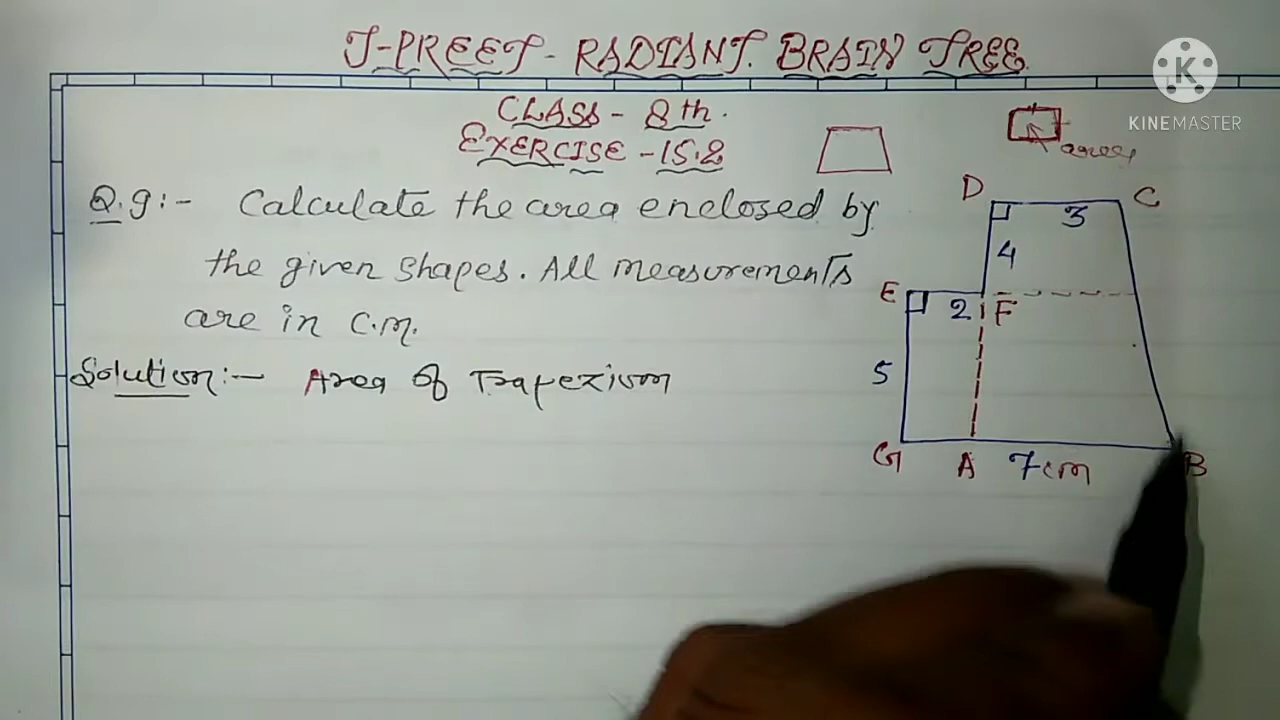 J-PREET - RADIANT. BRAIN TREE
K
KINEMASTER
CLASS - 8th.
EXERCISE - 15.2
area
Q.9:- Calculate the area enclosed by
the given shapes. All measurements
are in c.m.
Solution:- Area of Trapezium
D
C
3
4
E
2
F
5
G
A
7cm
B